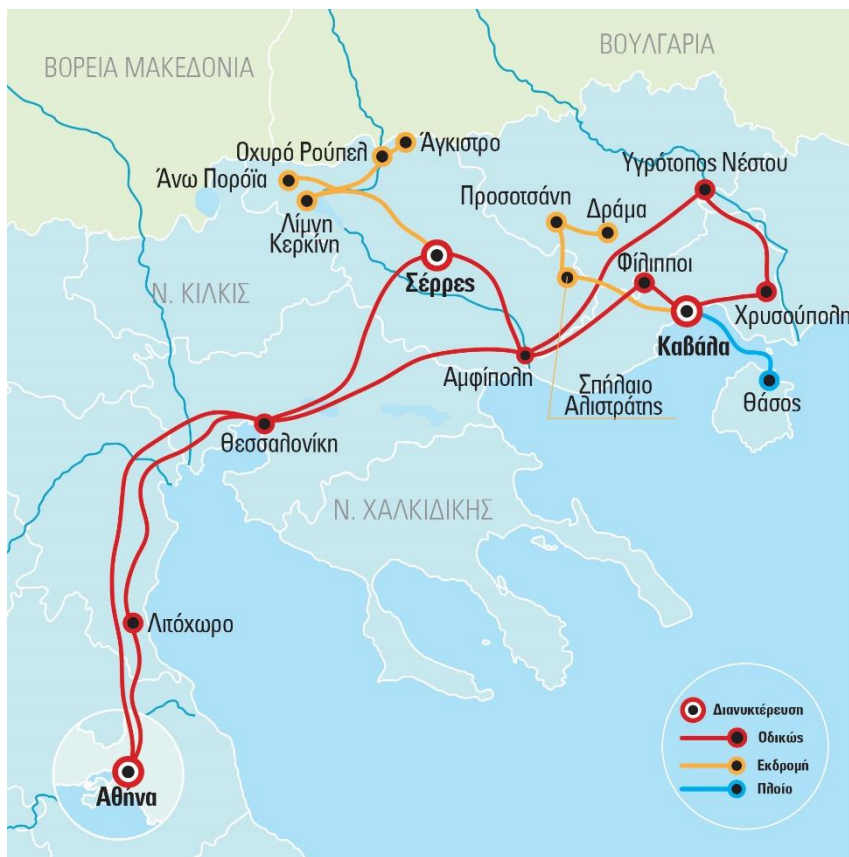 ΒΟΥΛΓΑΡΙΑ
ΒΟΡΕΙΑ ΜΑΚΕΔΟΝΙΑ
Οχυρό Ρούπελ
Άγκιστρο
Υγρότοπος Νέστου
Άνω Πορόϊα
Προσοτσάνη
Δράμα
Λίμνη
Κερκίνη
Φίλιπποι
Σέρρες
Ν. ΚΙΛΚΙΣ
Χρυσούπολη
Καβάλα
Αμφίπολη
Σπήλαιο
Αλιστράτης
Θάσος
Θεσσαλονίκη
Ν. ΧΑΛΚΙΔΙΚΗΣ
Λιτόχωρο
Αθήνα
Διανυκτέρευση
Οδικώς
Εκδρομή
Πλοίο